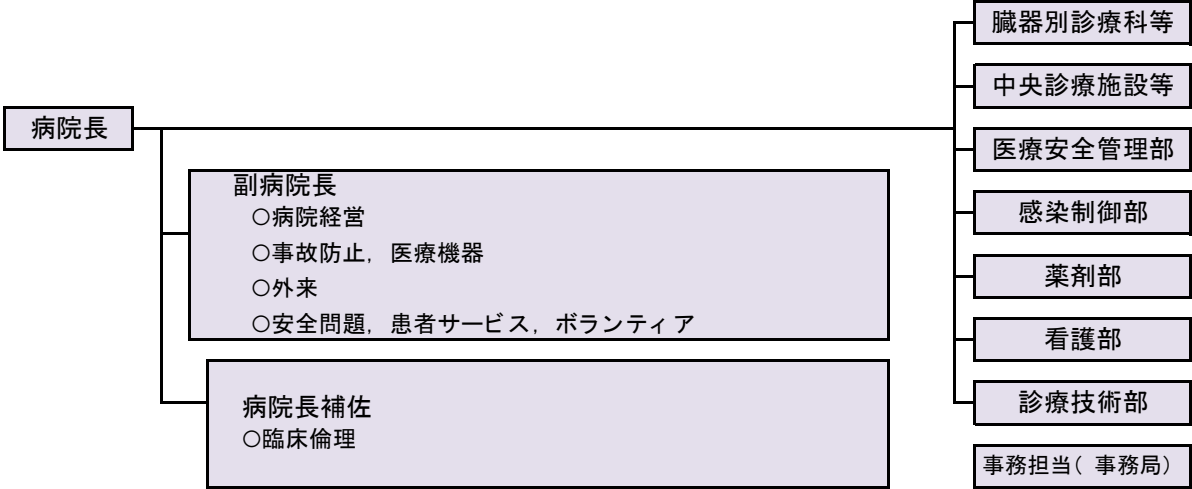 病院長
副病院長
○病院経営
○事故防止，医療機器
○外来
○安全問題，患者サービス，ボランティア
病院長補佐
○臨床倫理
臓器別診療科等
中央診療施設等
医療安全管理部
感染制御部
薬剤部
看護部
診療技術部
事務担当（事務局）